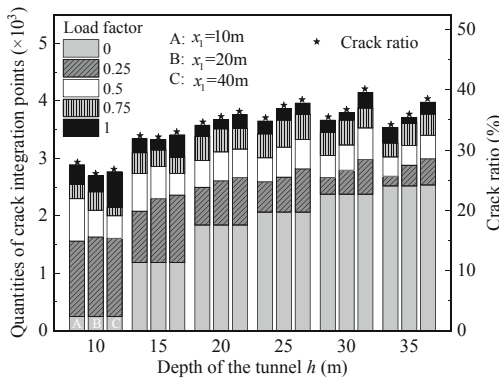 Quantities of crack integration points (×10³)
5
4
3
2
1
0
Load factor
0
0.25
0.5
0.75
1
A: x₁=10m
B: x₁=20m
C: x₁=40m
★ Crack ratio
A B C
10 15 20 25 30 35
Depth of the tunnel h (m)
50
40
30
20
10
0
Crack ratio (%)